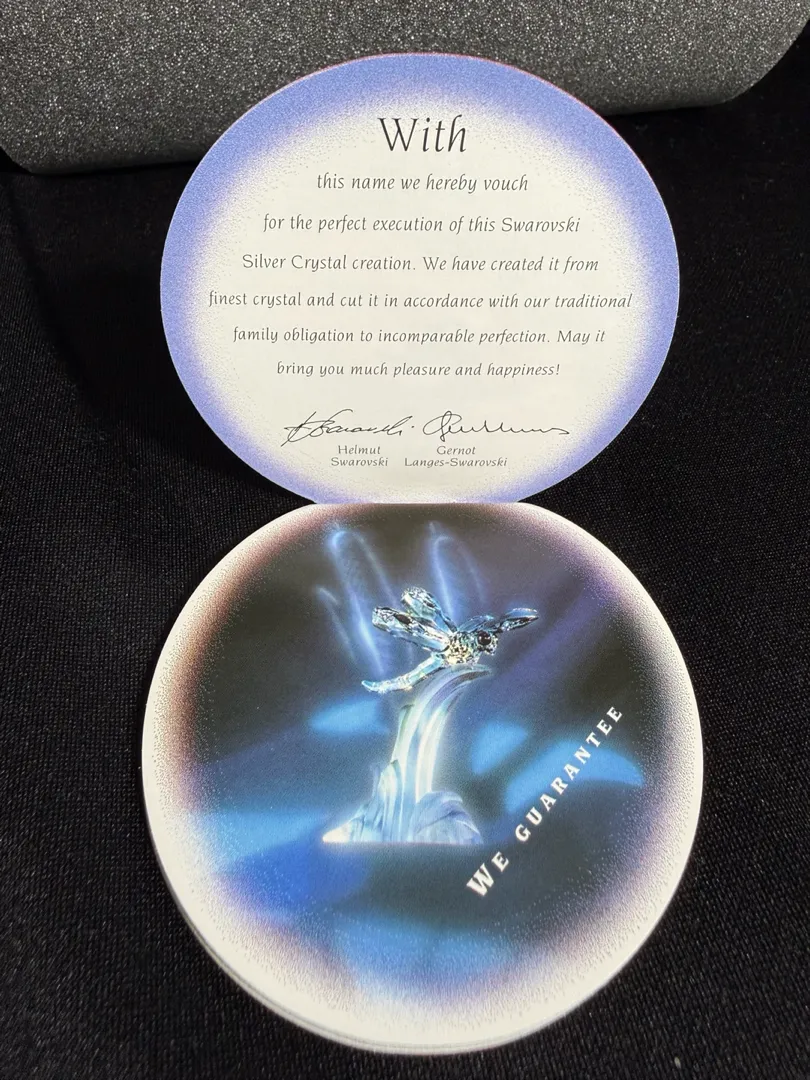 With
this name we hereby vouch
for the perfect execution of this Swarovski
Silver Crystal creation. We have created it from
finest crystal and cut it in accordance with our traditional
family obligation to incomparable perfection. May it
bring you much pleasure and happiness!
Helmut Gernot
Swarovski Langes-Swarovski
WE GUARANTEE